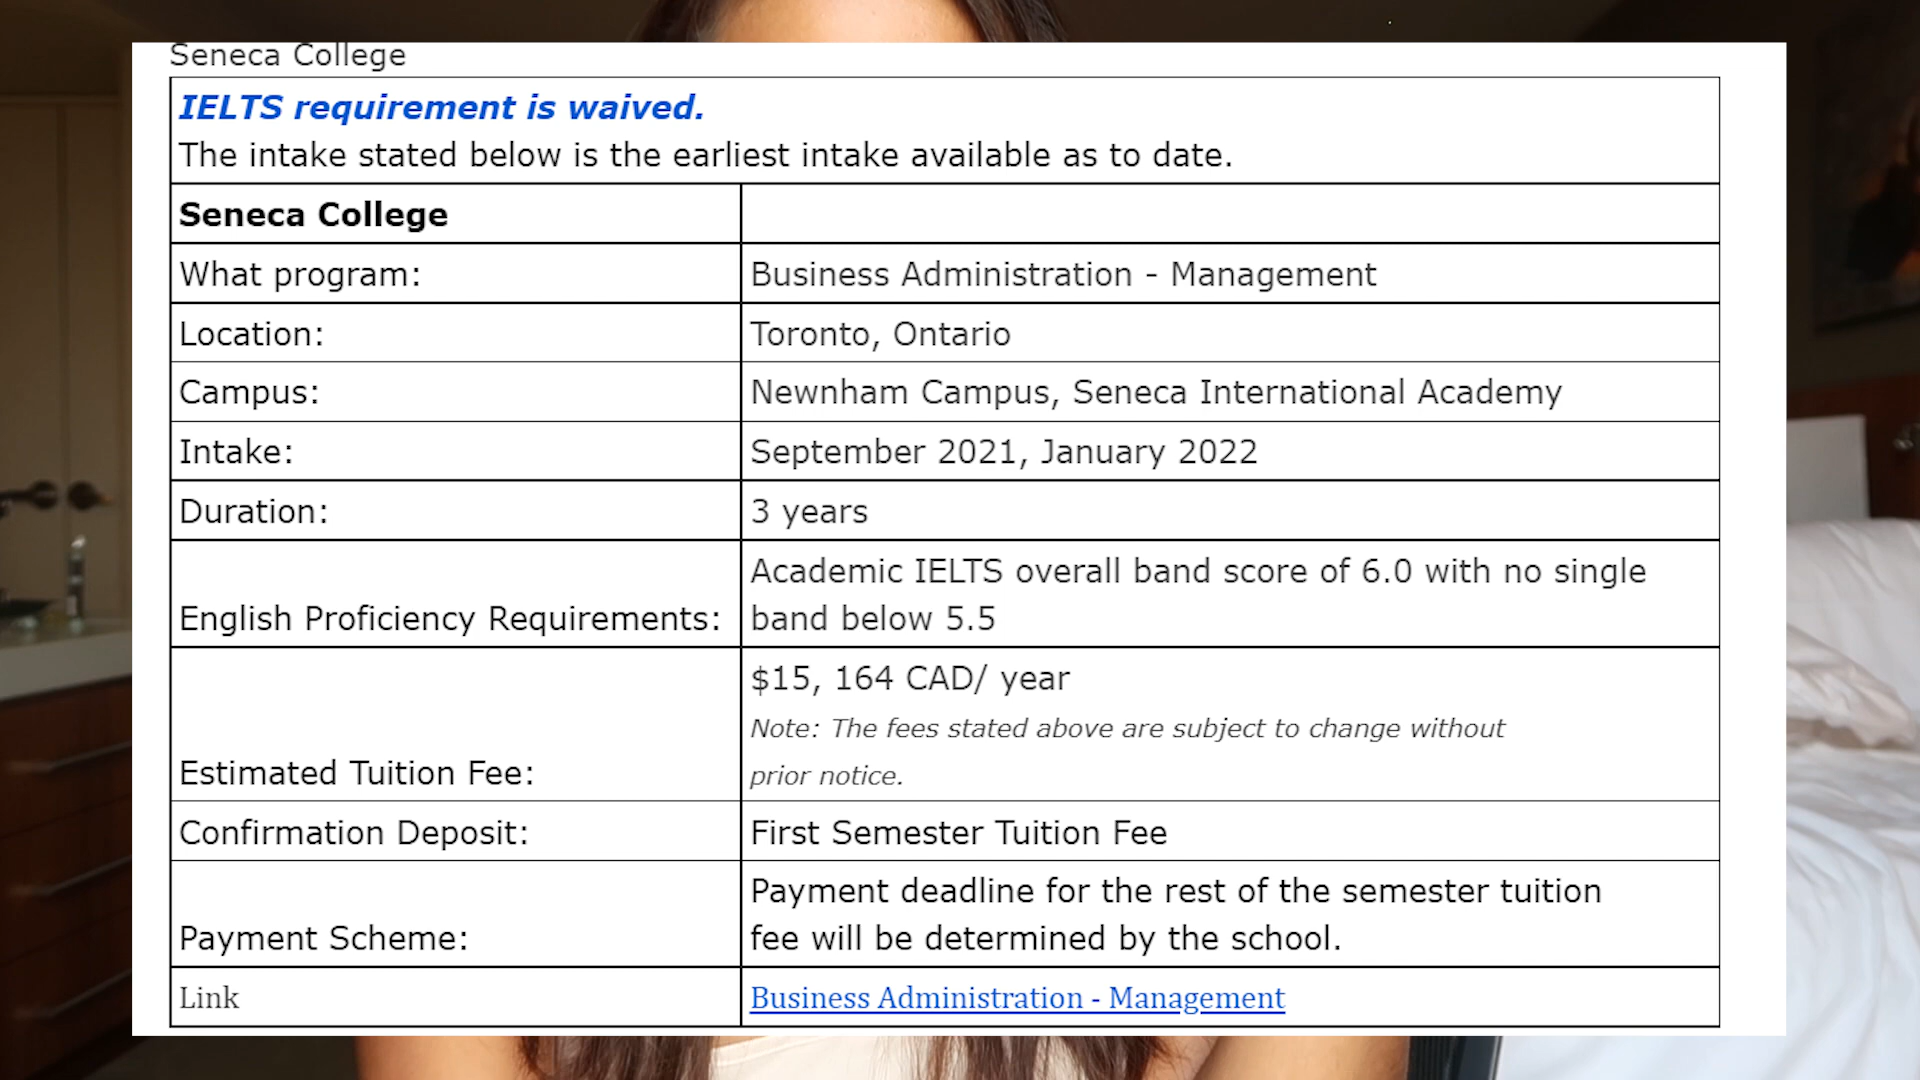 Seneca College
IELTS requirement is waived.
The intake stated below is the earliest intake available as to date.
Seneca College
What program: Business Administration - Management
Location: Toronto, Ontario
Campus: Newnham Campus, Seneca International Academy
Intake: September 2021, January 2022
Duration: 3 years
English Proficiency Requirements: Academic IELTS overall band score of 6.0 with no single
band below 5.5
Estimated Tuition Fee: $15, 164 CAD/ year
Note: The fees stated above are subject to change without
prior notice.
Confirmation Deposit: First Semester Tuition Fee
Payment Scheme: Payment deadline for the rest of the semester tuition
fee will be determined by the school.
Link Business Administration - Management